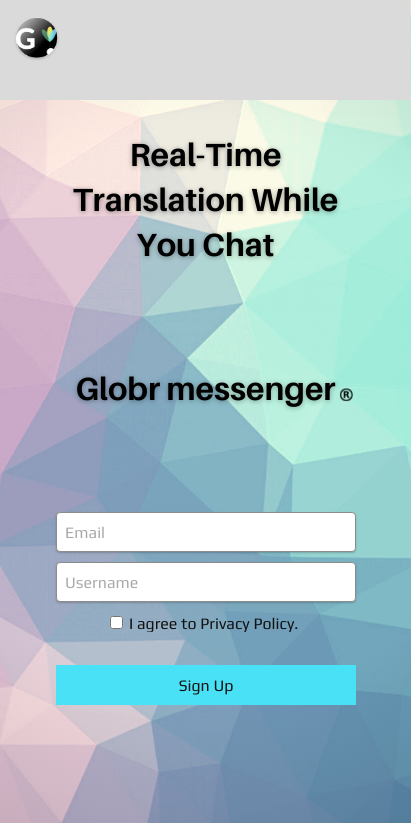 G
Real-Time
Translation While
You Chat
Globr messenger ®
Email
Username
I agree to Privacy Policy.
Sign Up